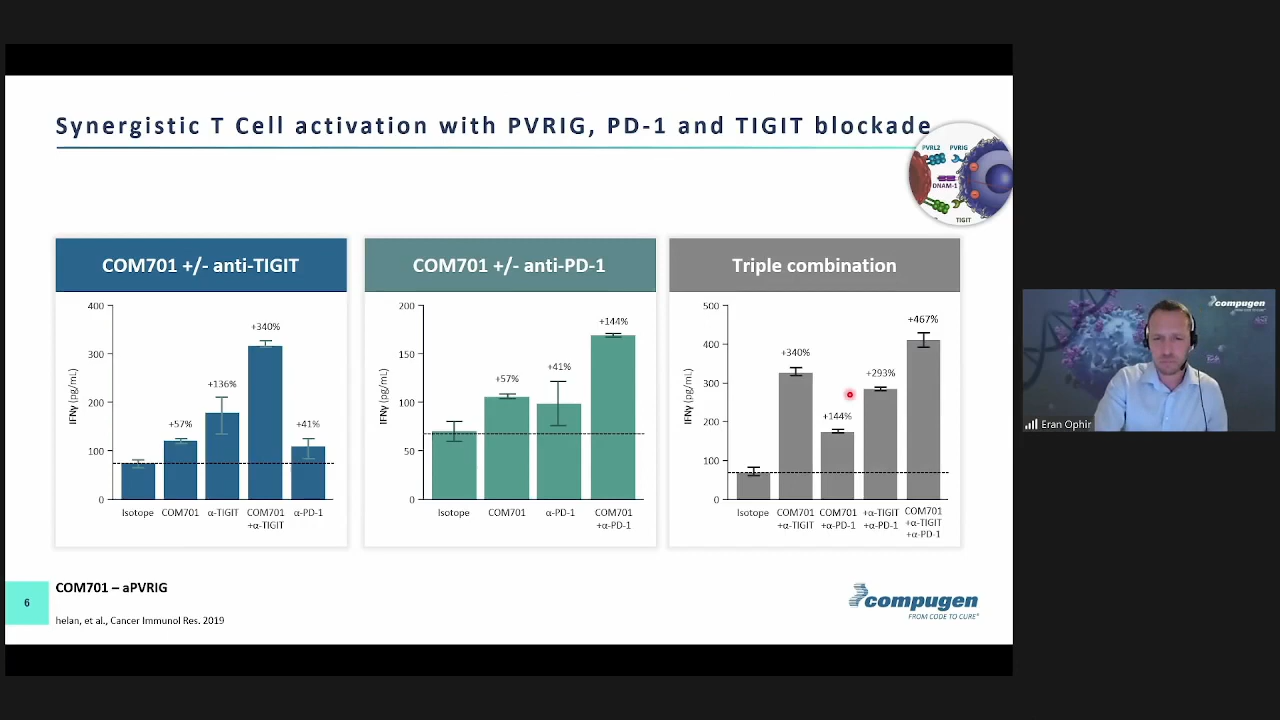 Synergistic T Cell activation with PVRIG, PD-1 and TIGIT blockade
PVRL2 PVRIG
DNAM-1
TIGIT
COM701 +/- anti-TIGIT
400
300
200
100
0
IFNγ (pg/mL)
+57%
+136%
+340%
+41%
Isotope COM701 α-TIGIT COM701 α-PD-1
+α-TIGIT
COM701 +/- anti-PD-1
200
150
100
50
0
IFNγ (pg/mL)
+57%
+41%
+144%
Isotope COM701 α-PD-1 COM701
+α-PD-1
Triple combination
500
400
300
200
100
0
IFNγ (pg/mL)
+340%
+144%
+293%
+467%
Isotope COM701 COM701 +α-TIGIT COM701
+α-TIGIT +α-PD-1 +α-PD-1 +α-TIGIT
+α-PD-1
COM701 – aPVRIG
6
helan, et al., Cancer Immunol Res. 2019
compugen
FROM CODE TO CURE®
compugen
FROM CODE TO CURE®
Eran Ophir